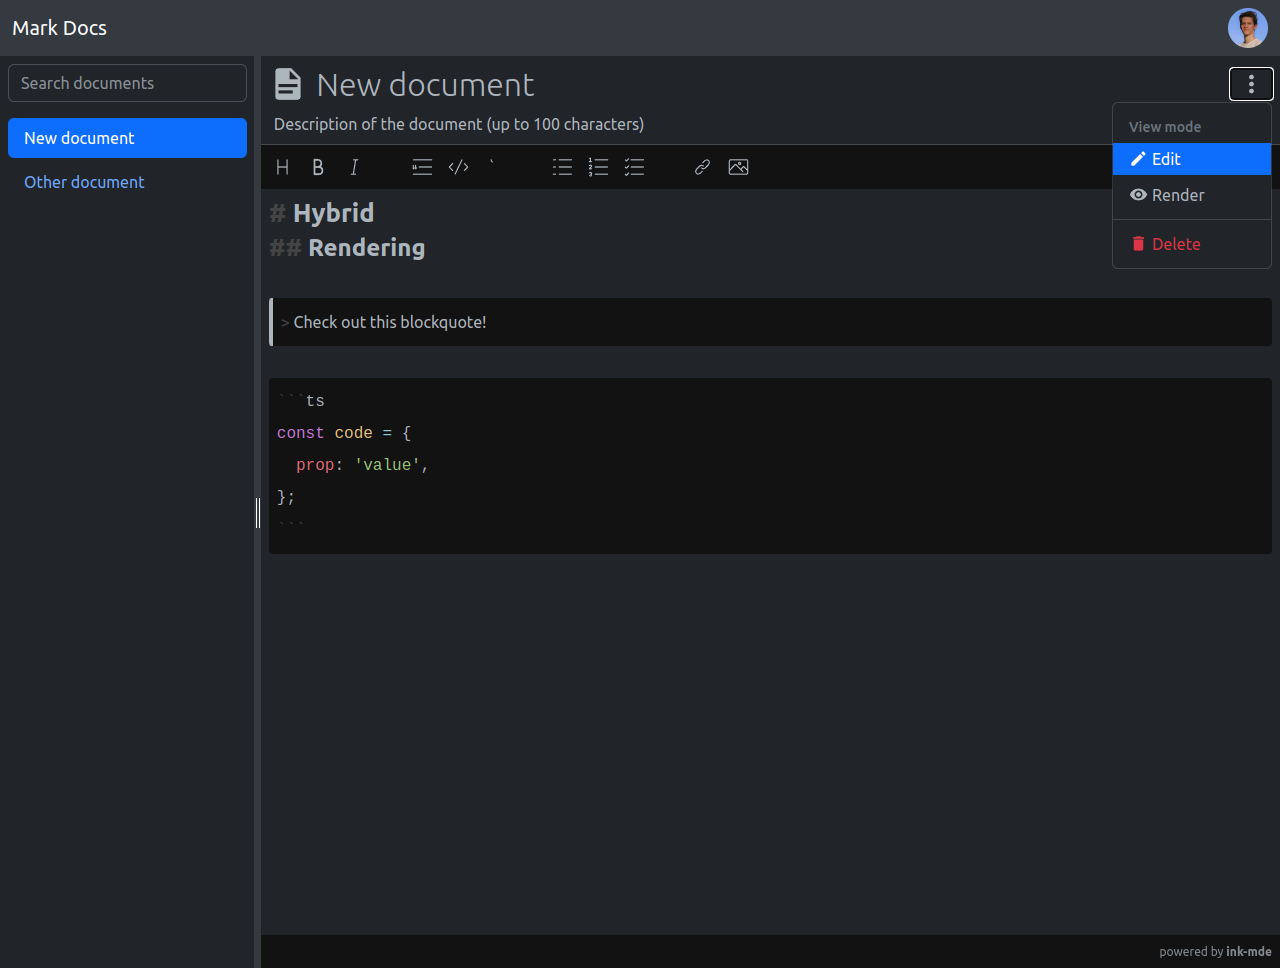 Mark Docs
Search documents
New document
Other document
New document
Description of the document (up to 100 characters)
View mode
Edit
Render
Delete
# Hybrid
## Rendering
> Check out this blockquote!
```ts
const code = {
  prop: 'value',
};
```
powered by ink-mde